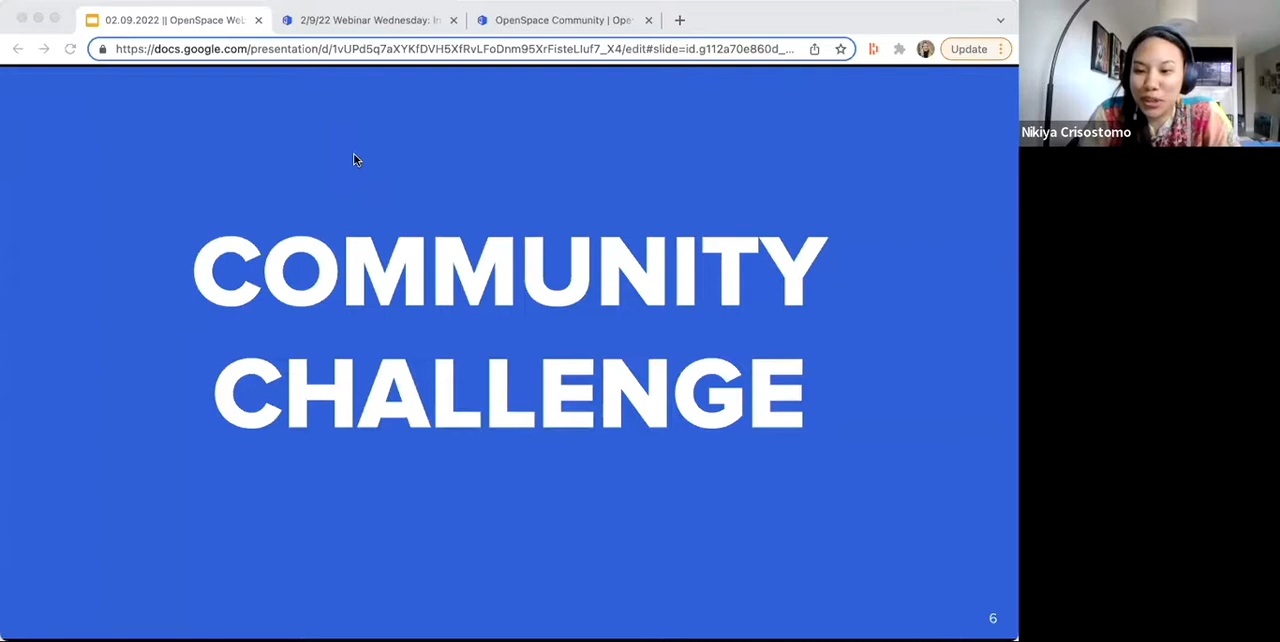 02.09.2022 || OpenSpace Web
2/9/22 Webinar Wednesday: In
OpenSpace Community | Ope
https://docs.google.com/presentation/d/1vUPd5q7aXYKfDVH5XfRvLFoDnm95XrFisteLIuf7_X4/edit#slide=id.g112a70e860d_...
Update
Nikiya Crisostomo
COMMUNITY
CHALLENGE
6